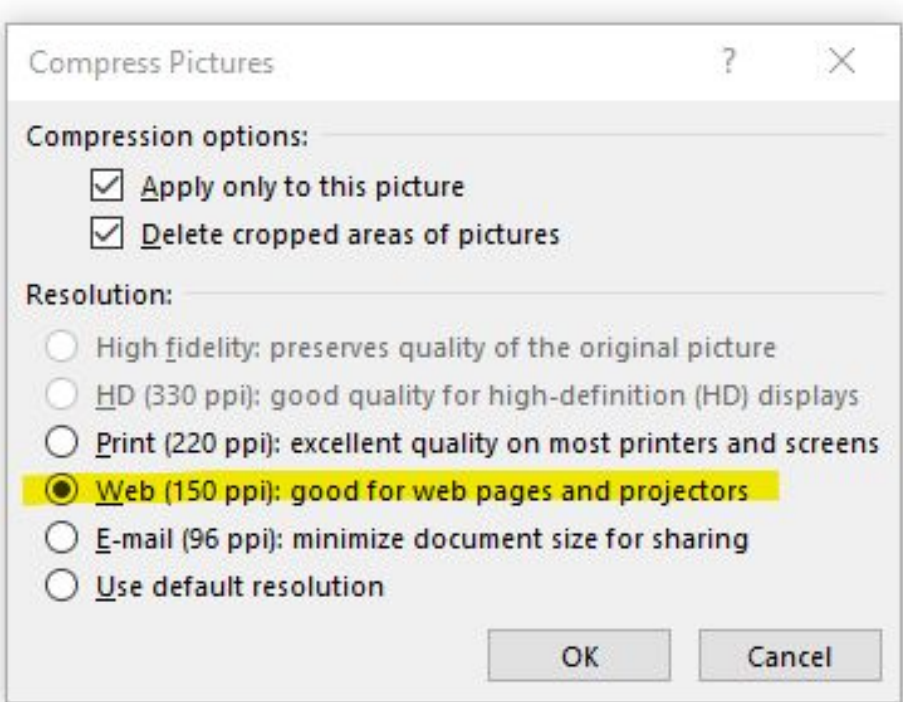 Compress Pictures ?
Compression options:
Apply only to this picture
Delete cropped areas of pictures
Resolution:
High fidelity: preserves quality of the original picture
HD (330 ppi): good quality for high-definition (HD) displays
Print (220 ppi): excellent quality on most printers and screens
Web (150 ppi): good for web pages and projectors
E-mail (96 ppi): minimize document size for sharing
Use default resolution
OK Cancel